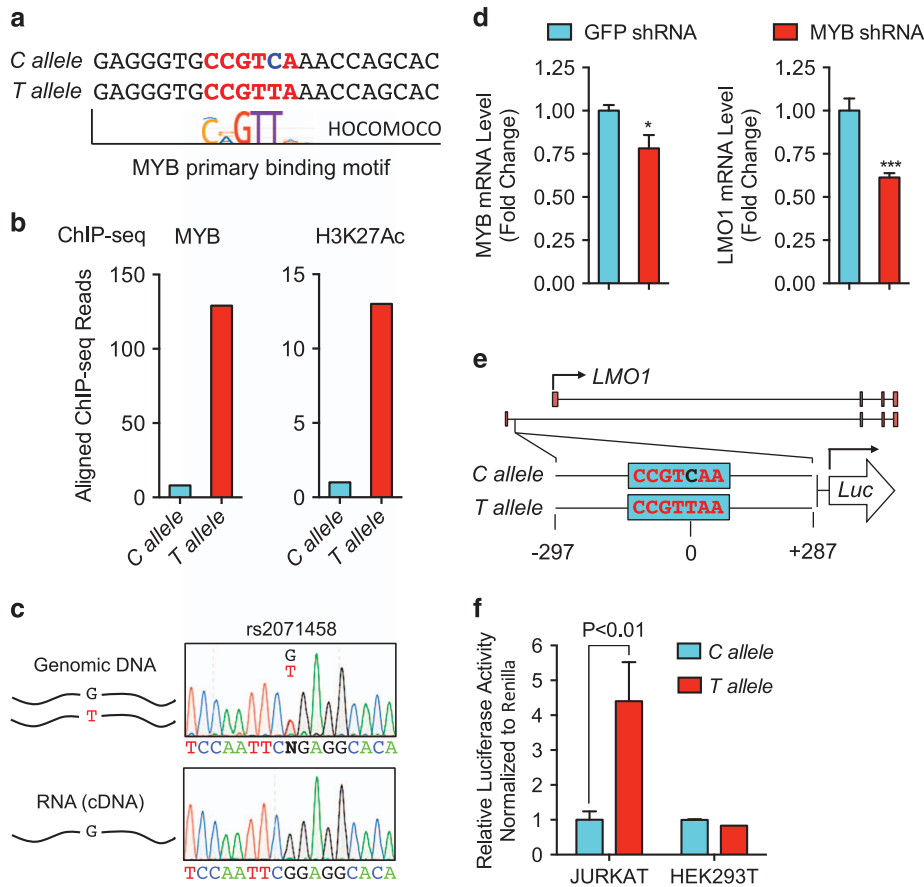 a
C allele GAGGGTGCCGTCAAACCAGCAC
T allele GAGGGTGCCGTTAAACCAGCAC
C GTT HOCOMOCO
MYB primary binding motif
b
ChIP-seq MYB H3K27Ac
Aligned ChIP-seq Reads
150
100
50
0
C allele
T allele
15
10
5
0
C allele
T allele
c
rs2071458
Genomic DNA
G
T
G
T
TCCAATTCNGAGGCACA
RNA (cDNA)
G
TCCAATTCGGAGGCACA
d
GFP shRNA MYB shRNA
MYB mRNA Level
(Fold Change)
1.25
1.00
0.75
0.50
0.25
0.00
*
LMO1 mRNA Level
(Fold Change)
1.25
1.00
0.75
0.50
0.25
0.00
***
e
LMO1
C allele CCGTCAA
T allele CCGTTAA
Luc
-297 0 +287
f
Relative Luciferase Activity
Normalized to Renilla
6
5
4
3
2
1
0
P<0.01
C allele
T allele
JURKAT HEK293T